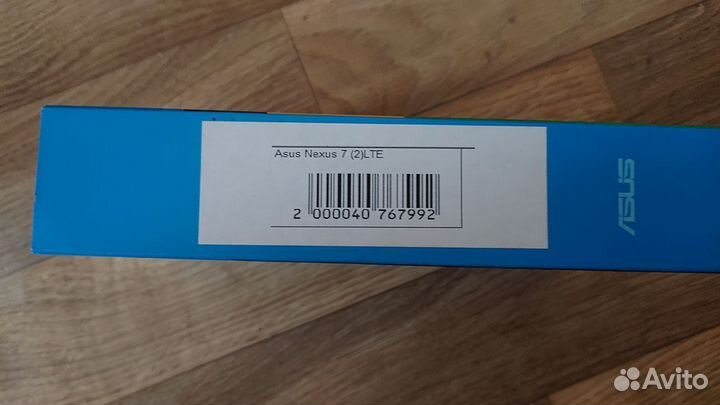 Asus Nexus 7 (2)LTE
2 000040 767992
ASUS
Avito